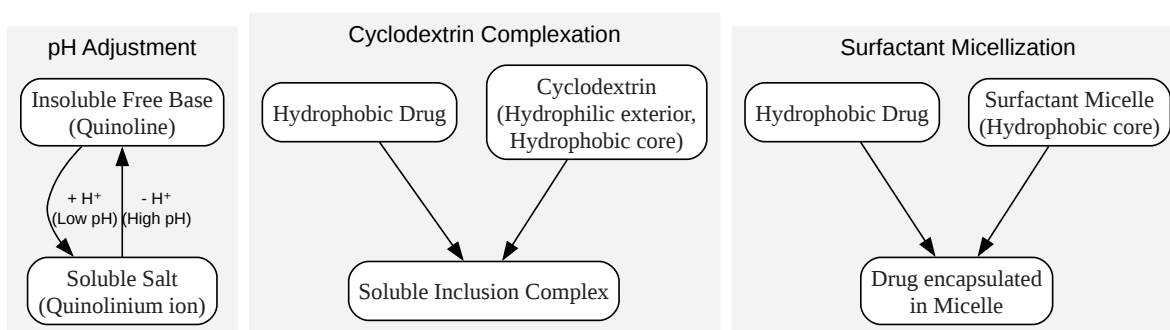 pH Adjustment
Insoluble Free Base
(Quinoline)
+ H⁺
(Low pH)
- H⁺
(High pH)
Soluble Salt
(Quinolinium ion)
Cyclodextrin Complexation
Hydrophobic Drug
Cyclodextrin
(Hydrophilic exterior,
Hydrophobic core)
Soluble Inclusion Complex
Surfactant Micellization
Hydrophobic Drug
Surfactant Micelle
(Hydrophobic core)
Drug encapsulated
in Micelle